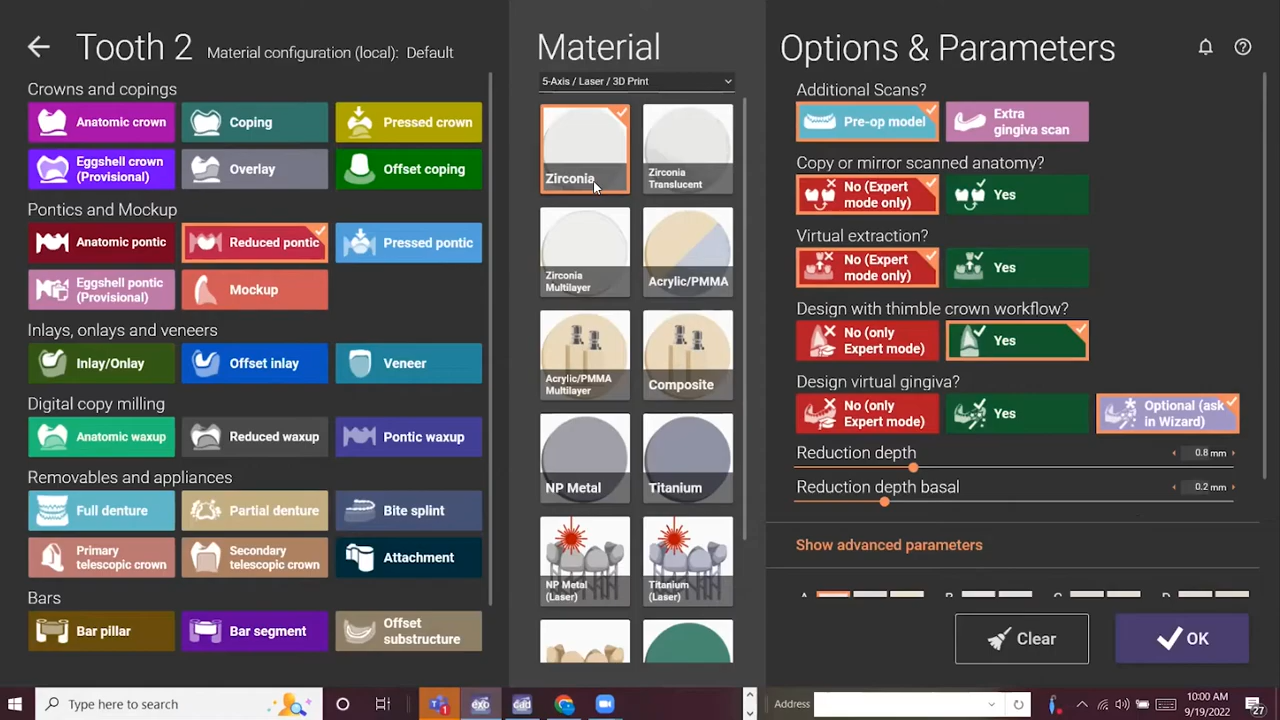 Tooth 2 Material configuration (local): Default
Crowns and copings
Anatomic crown
Coping
Pressed crown
Eggshell crown
(Provisional)
Overlay
Offset coping
Pontics and Mockup
Anatomic pontic
Reduced pontic
Pressed pontic
Eggshell pontic
(Provisional)
Mockup
Inlays, onlays and veneers
Inlay/Onlay
Offset inlay
Veneer
Digital copy milling
Anatomic waxup
Reduced waxup
Pontic waxup
Removables and appliances
Full denture
Partial denture
Bite splint
Primary
telescopic crown
Secondary
telescopic crown
Attachment
Bars
Bar pillar
Bar segment
Offset
substructure
Material
5-Axis / Laser / 3D Print
Zirconia
Zirconia
Translucent
Zirconia
Multilayer
Acrylic/PMMA
Acrylic/PMMA
Multilayer
Composite
NP Metal
Titanium
NP Metal
(Laser)
Titanium
(Laser)
Options & Parameters
Additional Scans?
Pre-op model
Extra
gingiva scan
Copy or mirror scanned anatomy?
No (Expert
mode only)
Yes
Virtual extraction?
No (Expert
mode only)
Yes
Design with thimble crown workflow?
No (only
Expert mode)
Yes
Design virtual gingiva?
No (only
Expert mode)
Yes
Optional (ask
in Wizard)
Reduction depth 0.8 mm
Reduction depth basal 0.2 mm
Show advanced parameters
A B C D
Clear
OK
Type here to search
exo
cad
Address
10:00 AM
9/19/2022
27